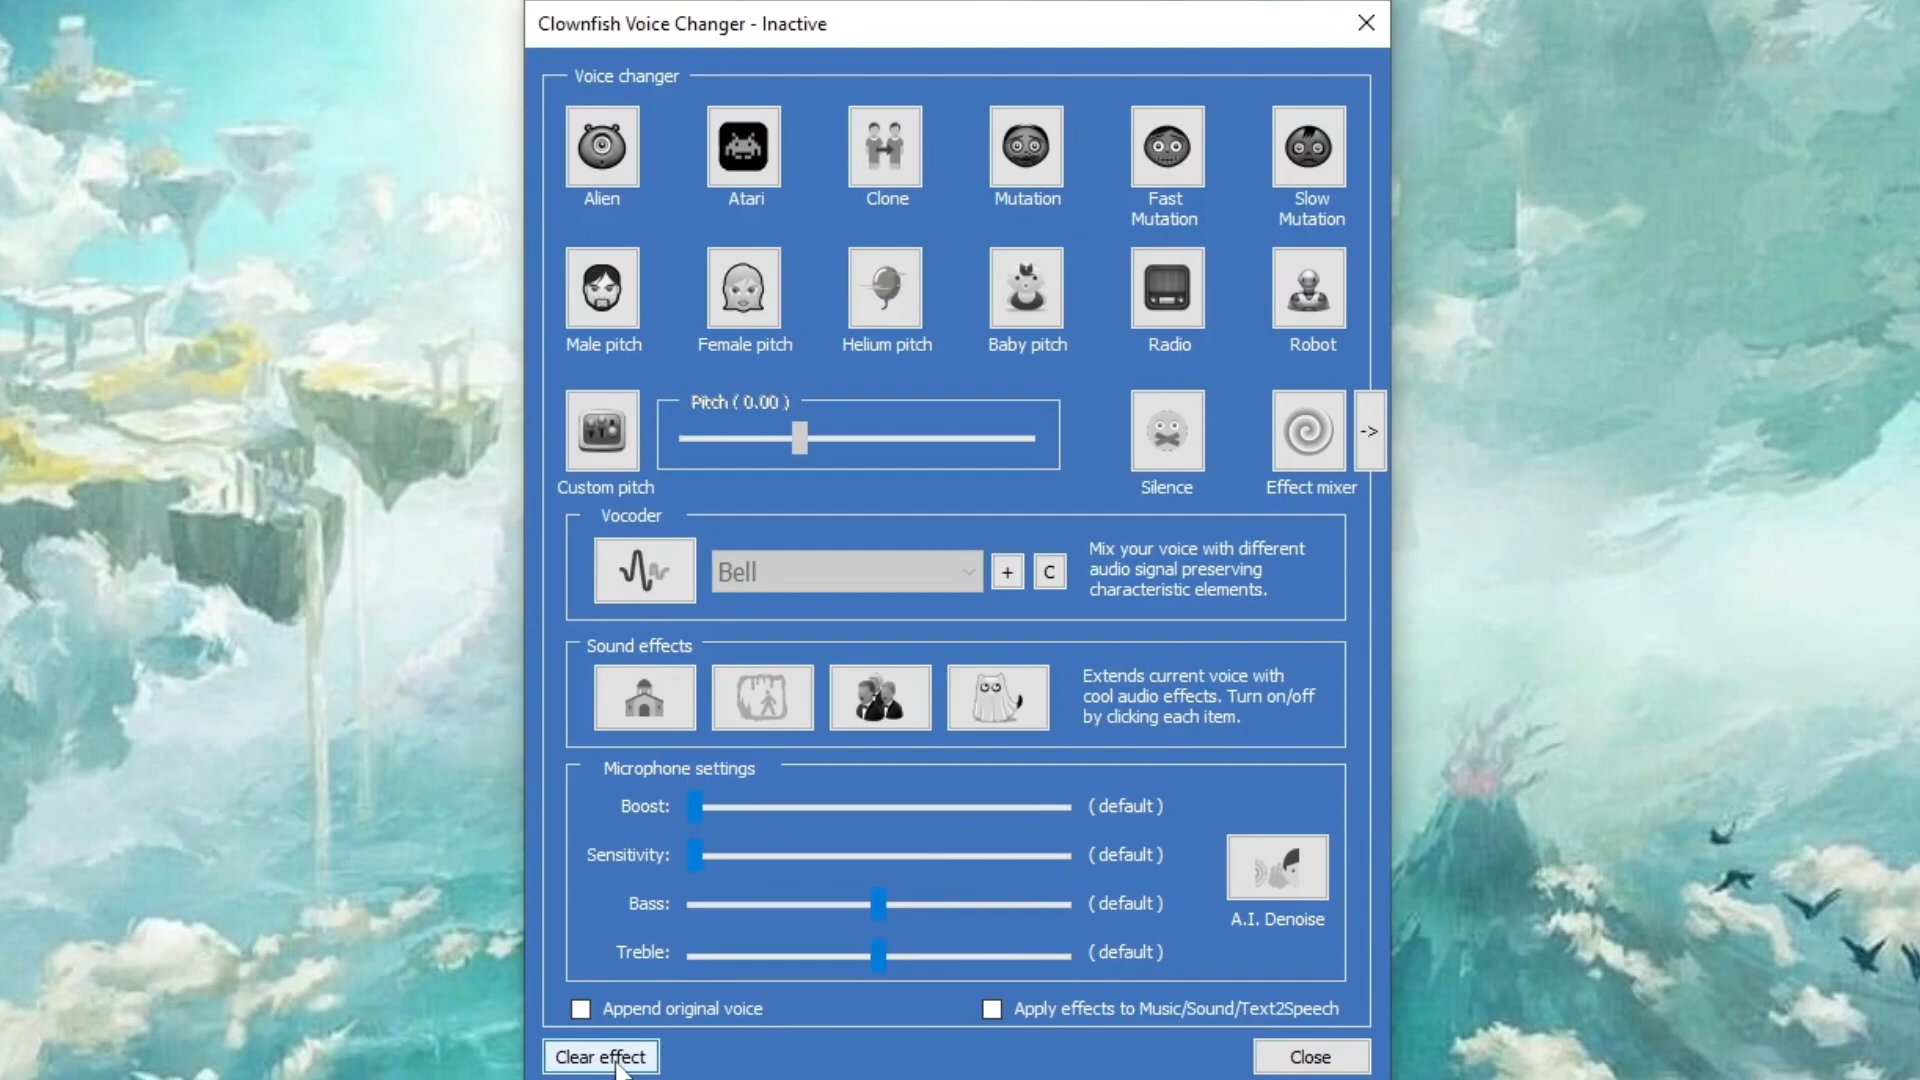 Clownfish Voice Changer - Inactive
Voice changer
Alien
Atari
Clone
Mutation
Fast
Mutation
Slow
Mutation
Male pitch
Female pitch
Helium pitch
Baby pitch
Radio
Robot
Pitch ( 0.00 )
->
Custom pitch
Silence
Effect mixer
Vocoder
Bell
+
C
Mix your voice with different
audio signal preserving
characteristic elements.
Sound effects
Extends current voice with
cool audio effects. Turn on/off
by clicking each item.
Microphone settings
Boost: ( default )
Sensitivity: ( default )
Bass: ( default )
A.I. Denoise
Treble: ( default )
Append original voice
Apply effects to Music/Sound/Text2Speech
Clear effect
Close